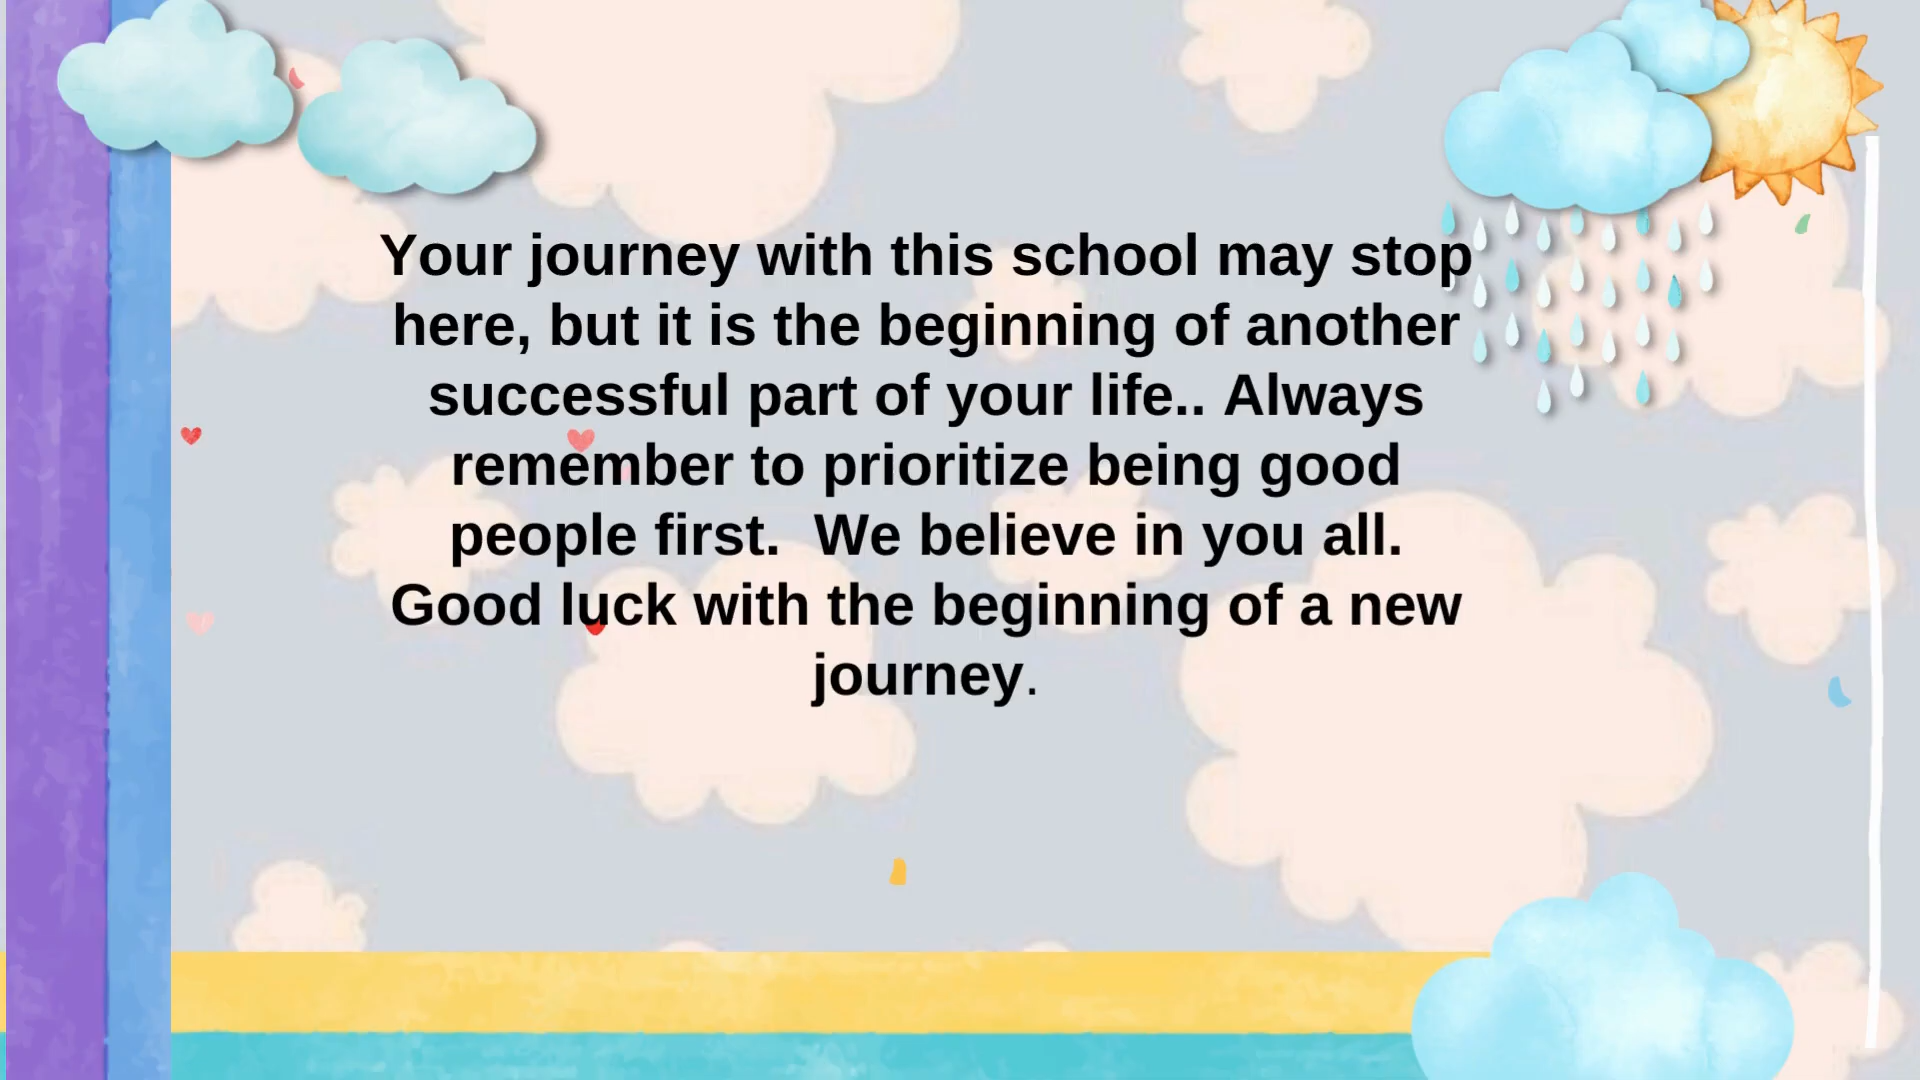 Your journey with this school may stop
here, but it is the beginning of another
successful part of your life.. Always
remember to prioritize being good
people first.  We believe in you all.
Good luck with the beginning of a new
journey.